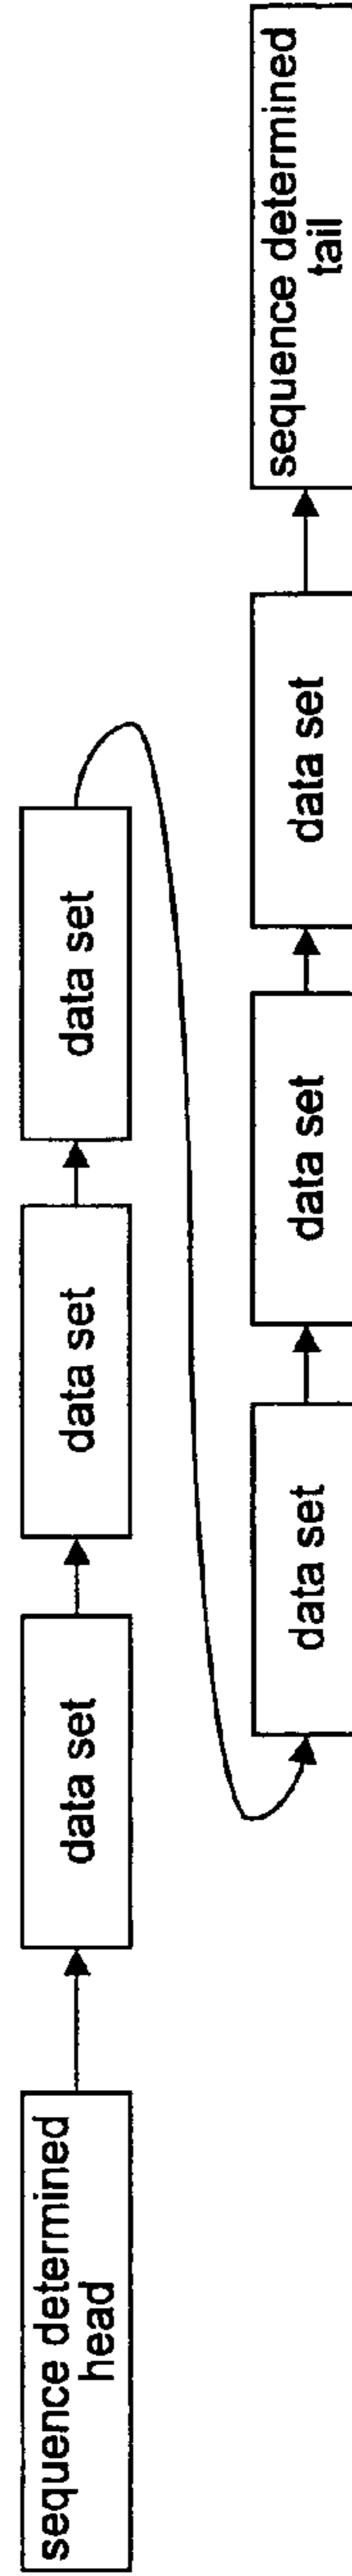 sequence determined
head
data set
data set
data set
data set
data set
data set
sequence determined
tail